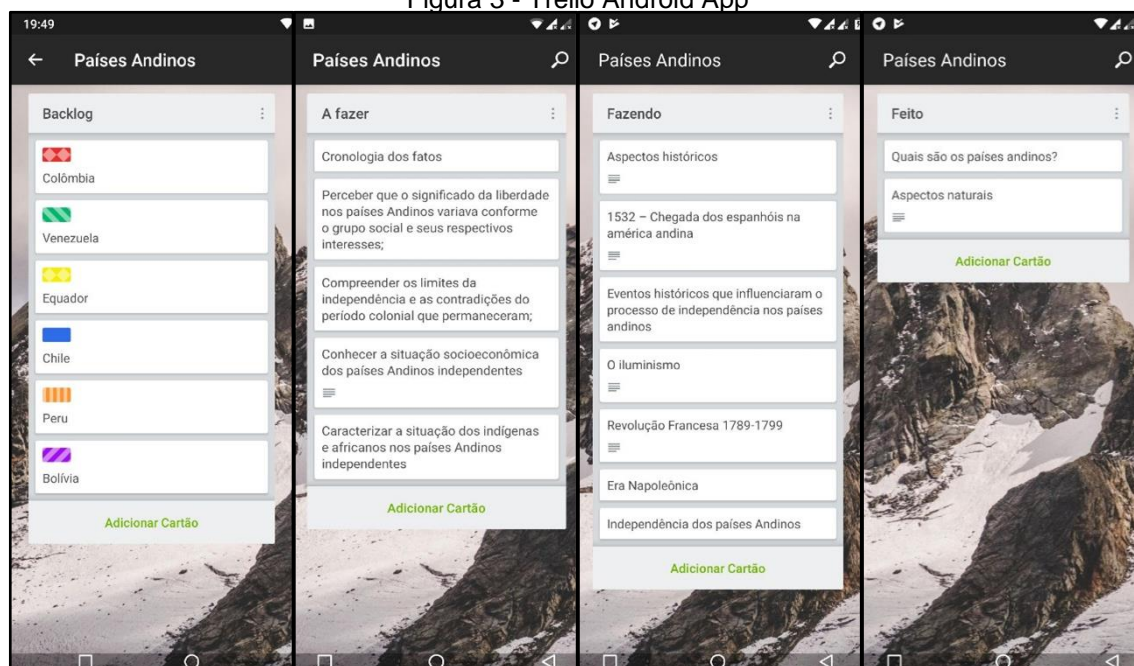 Figura 3 - Trello Android App
19:49
Países Andinos
Backlog
Colômbia
Venezuela
Equador
Chile
Peru
Bolívia
Adicionar Cartão
Países Andinos
A fazer
Cronologia dos fatos
Perceber que o significado da liberdade
nos países Andinos variava conforme
o grupo social e seus respectivos
interesses;
Compreender os limites da
independência e as contradições do
período colonial que permaneceram;
Conhecer a situação socioeconômica
dos países Andinos independentes
Caracterizar a situação dos indígenas
e africanos nos países Andinos
independentes
Adicionar Cartão
Países Andinos
Fazendo
Aspectos históricos
1532 – Chegada dos espanhóis na
américa andina
Eventos históricos que influenciaram o
processo de independência nos países
andinos
O iluminismo
Revolução Francesa 1789-1799
Era Napoleônica
Independência dos países Andinos
Adicionar Cartão
Países Andinos
Feito
Quais são os países andinos?
Aspectos naturais
Adicionar Cartão